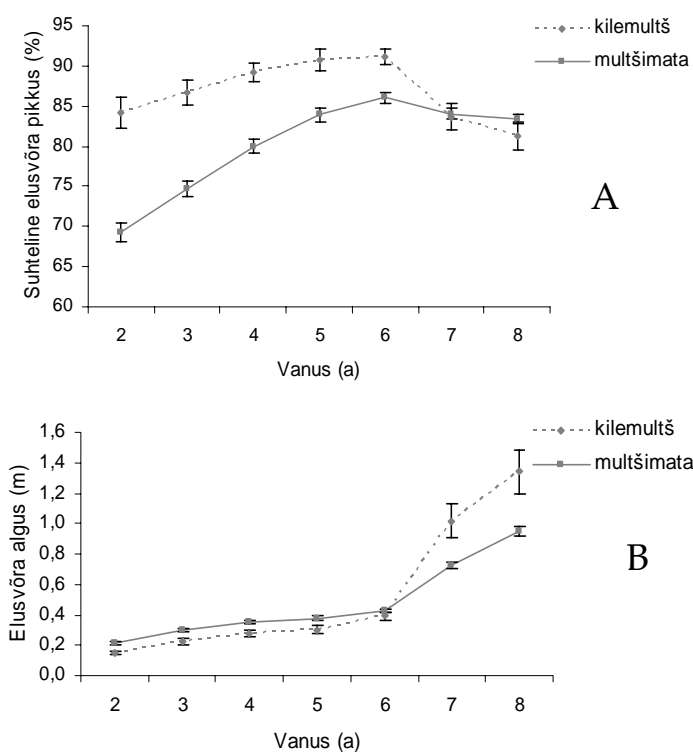 95
90
85
80
75
70
65
60
Suhteline elusvõra pikkus (%)
2 3 4 5 6 7 8
Vanus (a)
kilemultš
multšimata
A
1,6
1,4
1,2
1,0
0,8
0,6
0,4
0,2
0,0
Elusvõra algus (m)
2 3 4 5 6 7 8
Vanus (a)
kilemultš
multšimata
B